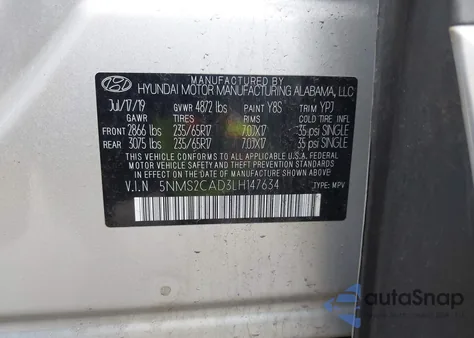 MANUFACTURED BY
HYUNDAI MOTOR MANUFACTURING ALABAMA, LLC
Jul/17/19 GVWR 4872 lbs PAINT Y8S TRIM YPJ
GAWR TIRES RIMS COLD TIRE INFL.
FRONT 2866 lbs 235/65R17 7.0JX17 35 psi SINGLE
REAR 3075 lbs 235/65R17 7.0JX17 35 psi SINGLE
THIS VEHICLE CONFORMS TO ALL APPLICABLE U.S. FEDERAL
MOTOR VEHICLE SAFETY AND THEFT PREVENTION
STANDARDS IN EFFECT ON THE DATE OF MANUFACTURE
SHOWN ABOVE.
V.I.N 5NMS2CAD3LH147634 TYPE: MPV
autoSnap